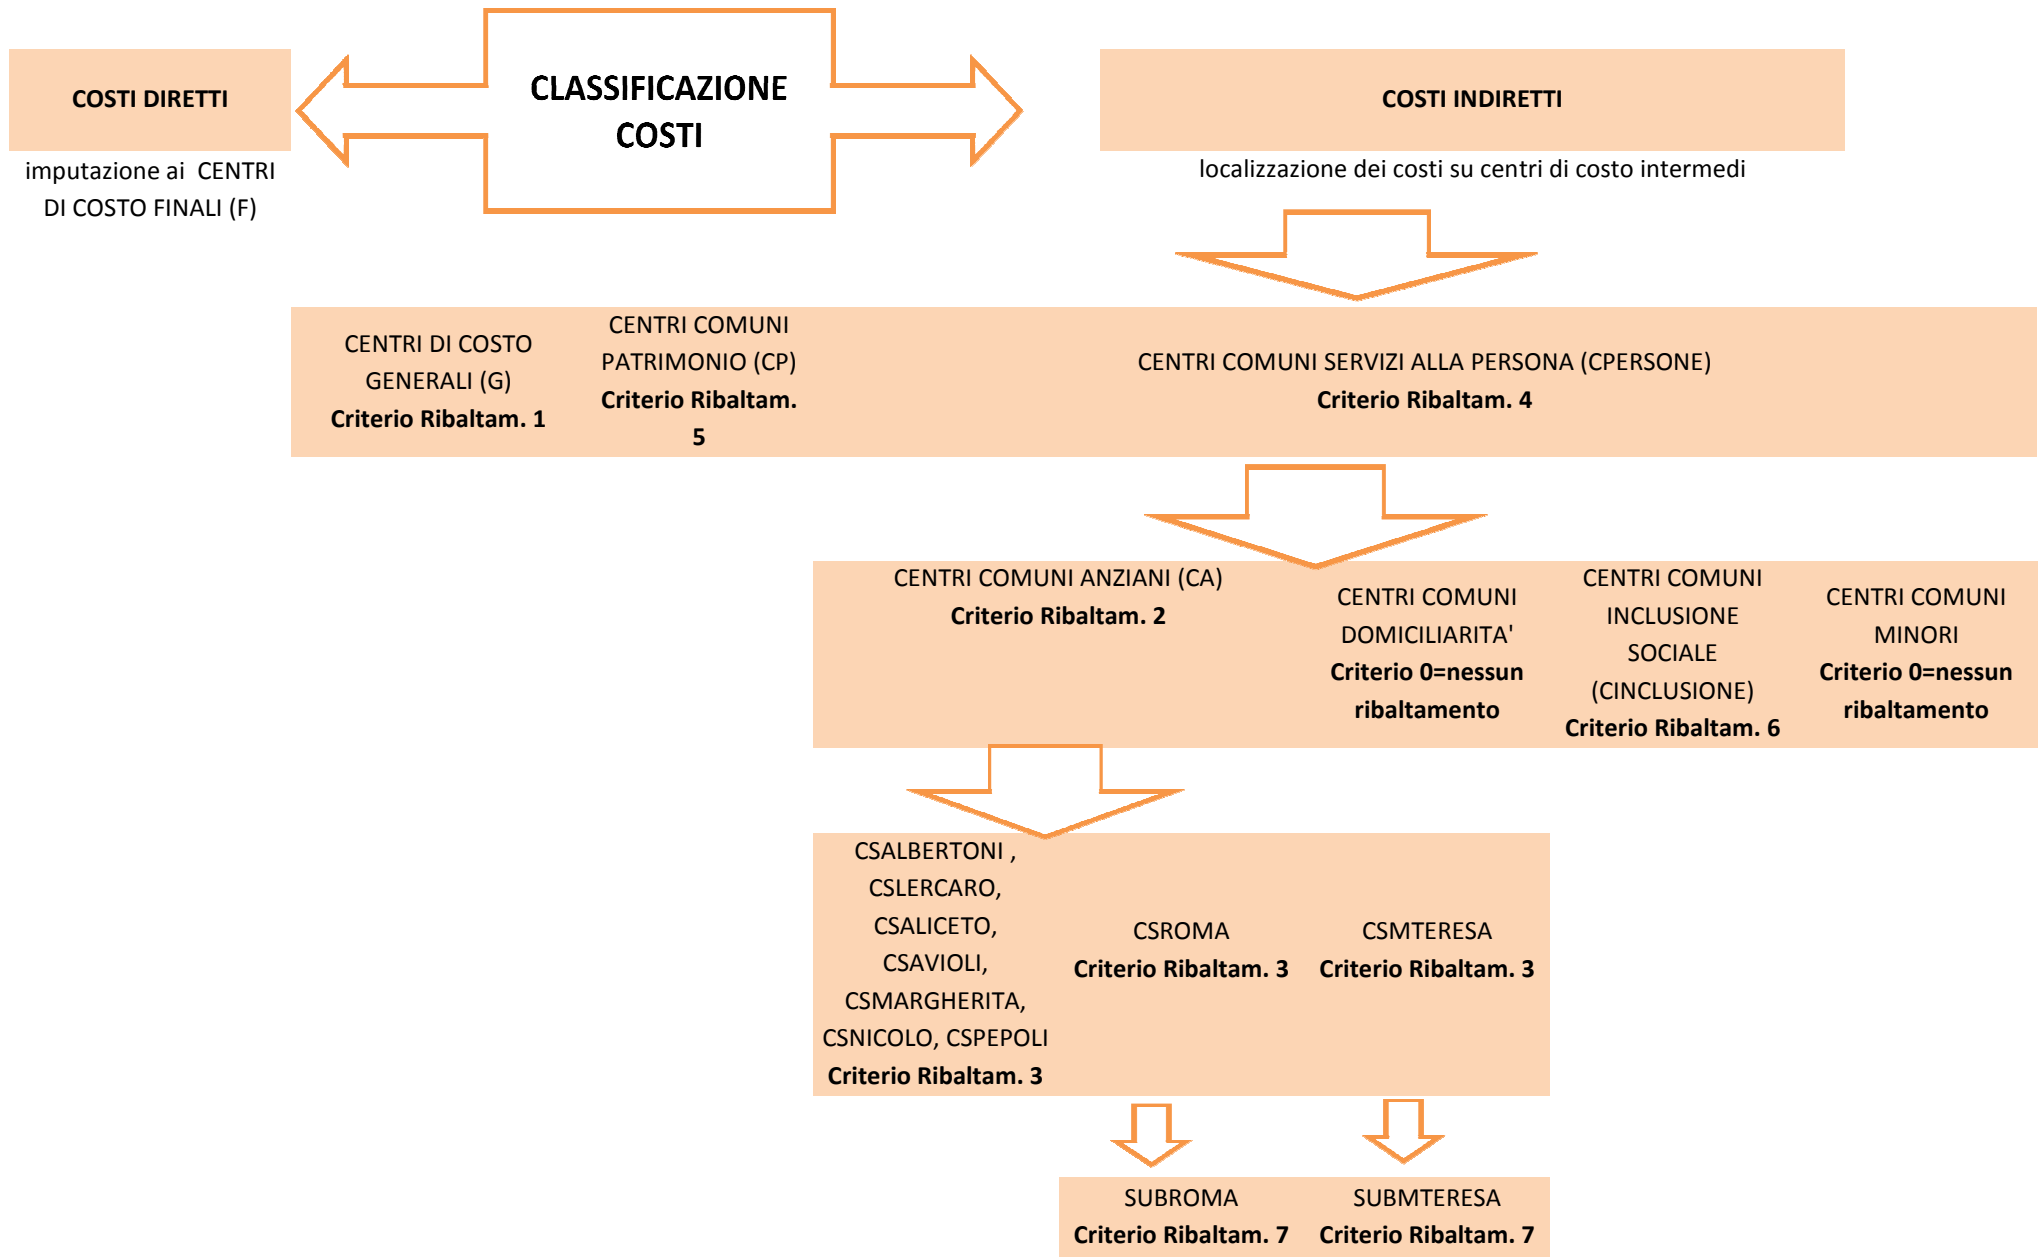 CLASSIFICAZIONE
COSTI
COSTI DIRETTI
imputazione ai  CENTRI
DI COSTO FINALI (F)
COSTI INDIRETTI
localizzazione dei costi su centri di costo intermedi
CENTRI DI COSTO
GENERALI (G)
Criterio Ribaltam. 1
CENTRI COMUNI
PATRIMONIO (CP)
Criterio Ribaltam.
5
CENTRI COMUNI SERVIZI ALLA PERSONA (CPERSONE)
Criterio Ribaltam. 4
CENTRI COMUNI ANZIANI (CA)
Criterio Ribaltam. 2
CENTRI COMUNI
DOMICILIARITA'
Criterio 0=nessun
ribaltamento
CENTRI COMUNI
INCLUSIONE
SOCIALE
(CINCLUSIONE)
Criterio Ribaltam. 6
CENTRI COMUNI
MINORI
Criterio 0=nessun
ribaltamento
CSALBERTONI ,
CSLERCARO,
CSALICETO,
CSAVIOLI,
CSMARGHERITA,
CSNICOLO, CSPEPOLI
Criterio Ribaltam. 3
CSROMA
Criterio Ribaltam. 3
CSMTERESA
Criterio Ribaltam. 3
SUBROMA
Criterio Ribaltam. 7
SUBMTERESA
Criterio Ribaltam. 7